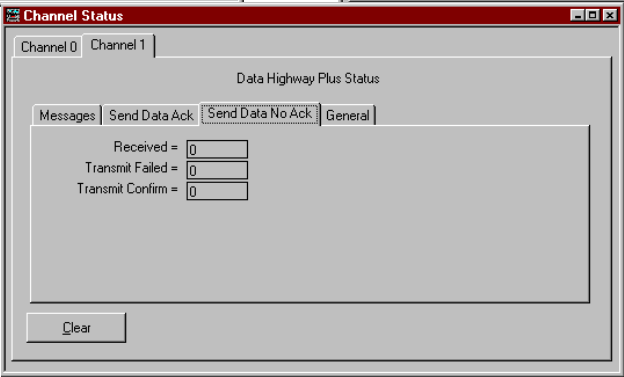 Channel Status
Channel 0 Channel 1
Data Highway Plus Status
Messages Send Data Ack Send Data No Ack General
Received = 0
Transmit Failed = 0
Transmit Confirm = 0
Clear